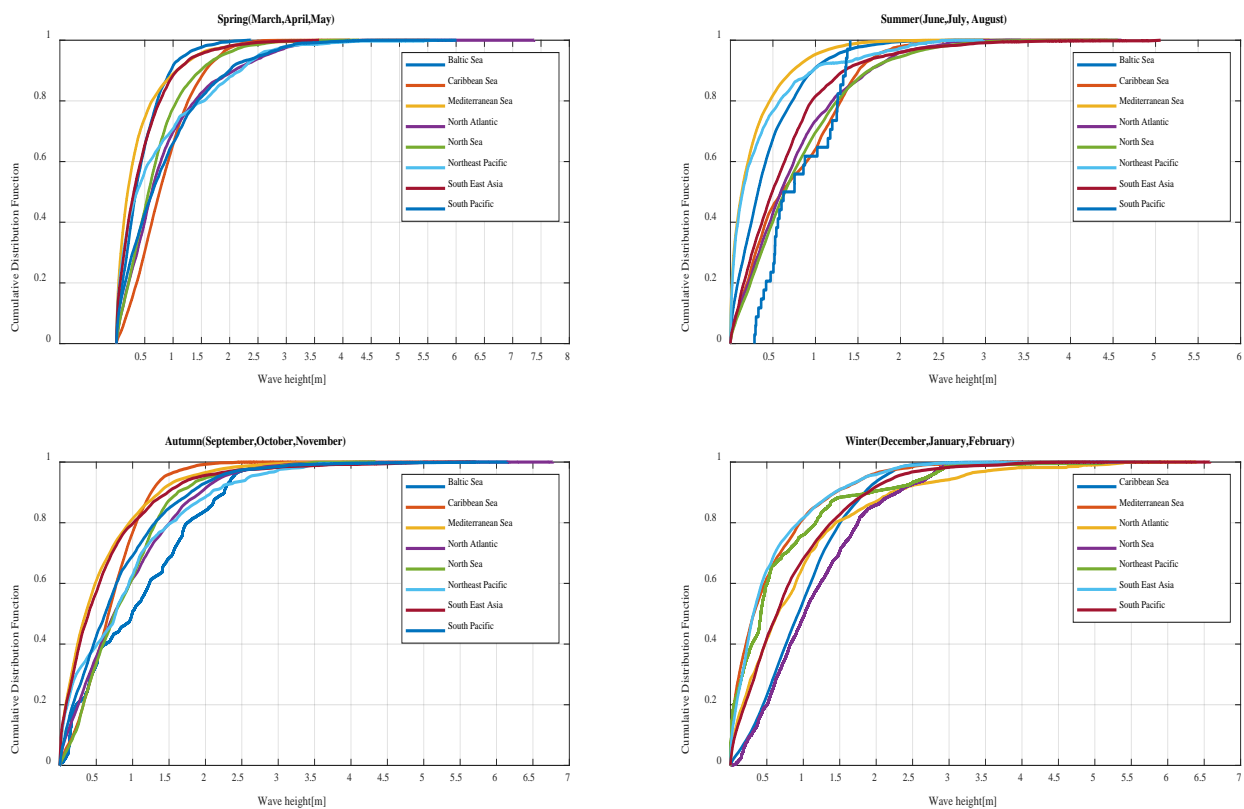 Spring(March,April,May)
1
0.8
0.6
0.4
0.2
0
Cumulative Distribution Function
Baltic Sea
Caribbean Sea
Mediterranean Sea
North Atlantic
North Sea
Northeast Pacific
South East Asia
South Pacific
0.5 1 1.5 2 2.5 3 3.5 4 4.5 5 5.5 6 6.5 7 7.5 8
Wave height[m]
Summer(June,July, August)
1
0.8
0.6
0.4
0.2
0
Cumulative Distribution Function
Baltic Sea
Caribbean Sea
Mediterranean Sea
North Atlantic
North Sea
Northeast Pacific
South East Asia
South Pacific
0.5 1 1.5 2 2.5 3 3.5 4 4.5 5 5.5 6
Wave height[m]
Autumn(September,October,November)
1
0.8
0.6
0.4
0.2
0
Cumulative Distribution Function
Baltic Sea
Caribbean Sea
Mediterranean Sea
North Atlantic
North Sea
Northeast Pacific
South East Asia
South Pacific
0.5 1 1.5 2 2.5 3 3.5 4 4.5 5 5.5 6 6.5 7
Wave height[m]
Winter(December,January,February)
1
0.8
0.6
0.4
0.2
0
Cumulative Distribution Function
Caribbean Sea
Mediterranean Sea
North Atlantic
North Sea
Northeast Pacific
South East Asia
South Pacific
0.5 1 1.5 2 2.5 3 3.5 4 4.5 5 5.5 6 6.5 7
Wave height[m]